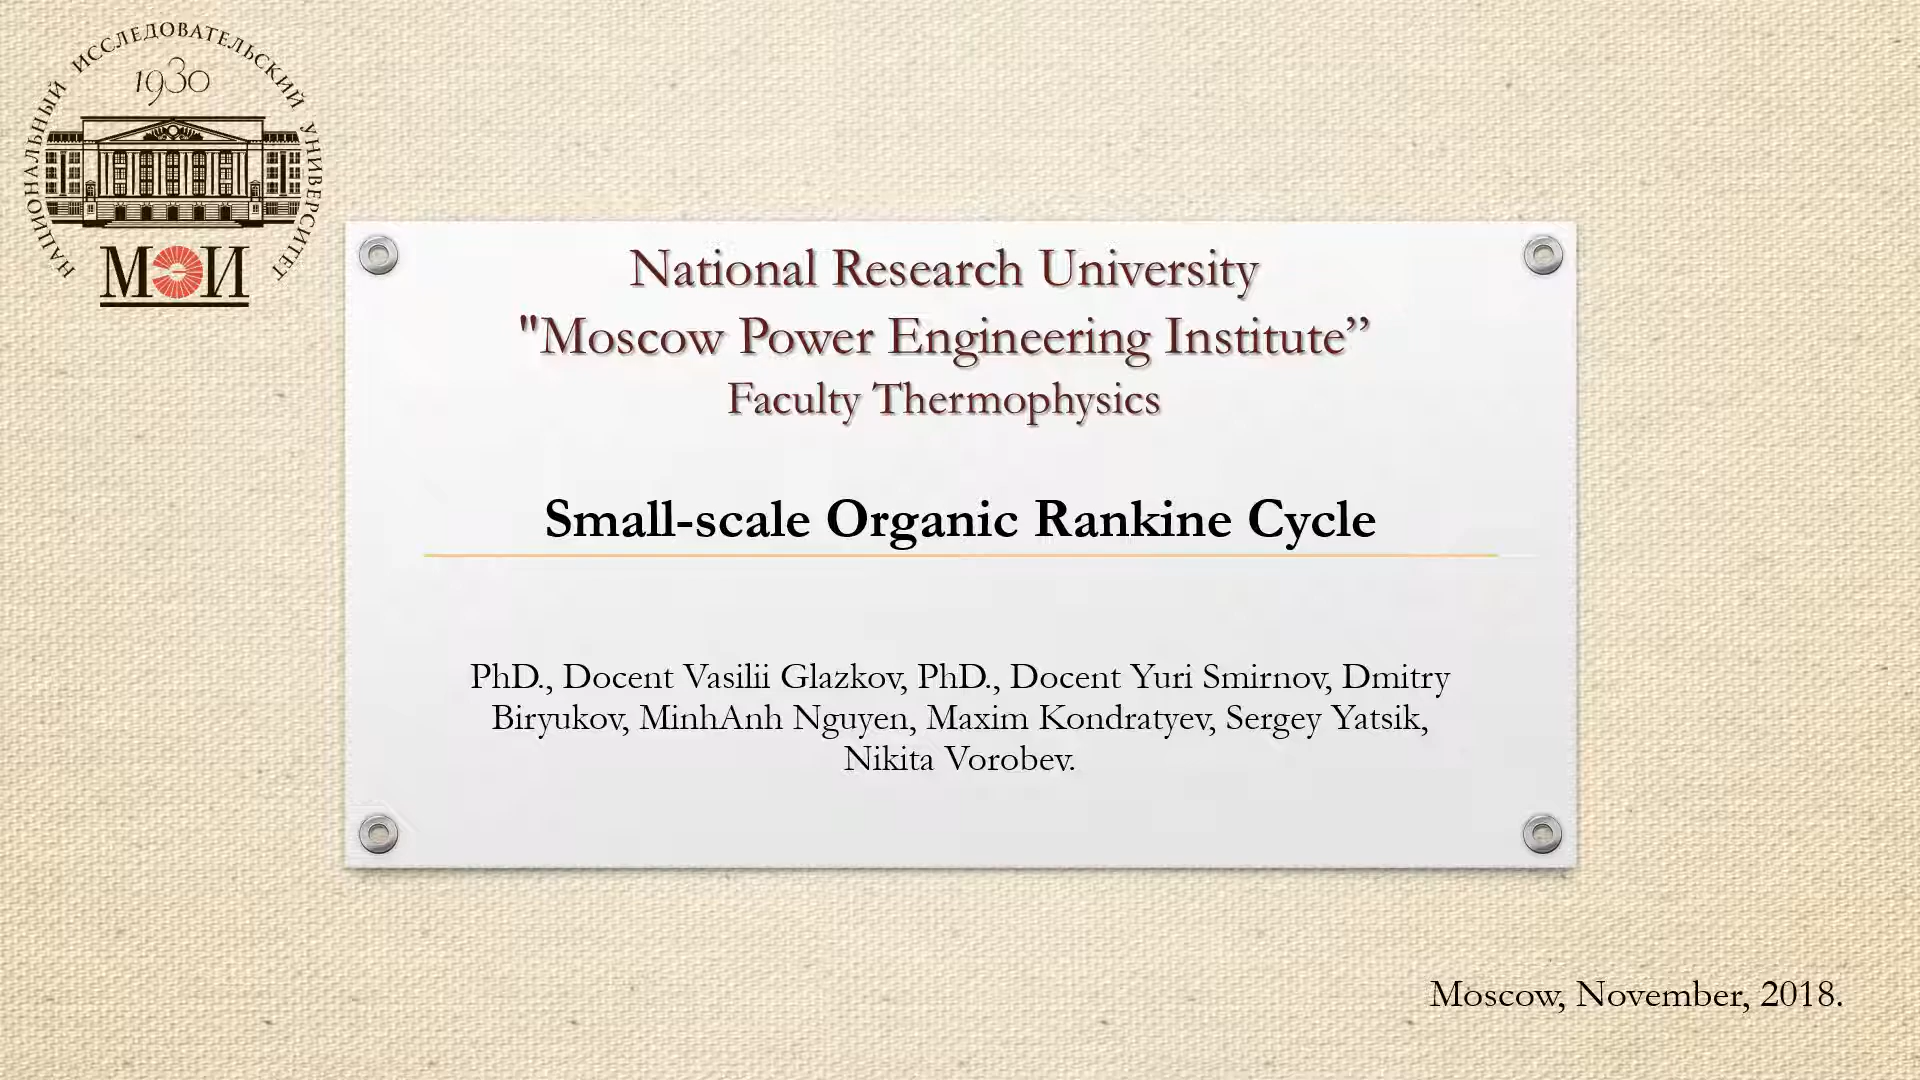 НАЦИОНАЛЬНЫЙ ИССЛЕДОВАТЕЛЬСКИЙ УНИВЕРСИТЕТ
1930
МЭИ
National Research University
"Moscow Power Engineering Institute”
Faculty Thermophysics
Small-scale Organic Rankine Cycle
PhD., Docent Vasilii Glazkov, PhD., Docent Yuri Smirnov, Dmitry
Biryukov, MinhAnh Nguyen, Maxim Kondratyev, Sergey Yatsik,
Nikita Vorobev.
Moscow, November, 2018.